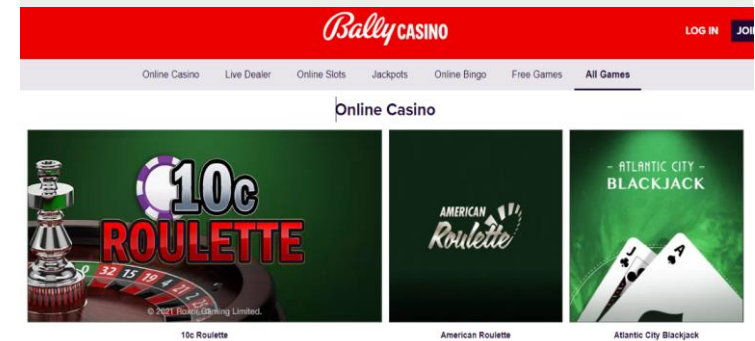 Bally CASINO
LOG IN JOI
Online Casino Live Dealer Online Slots Jackpots Online Bingo Free Games All Games
Online Casino
10c
ROULETTE
0 32 15 19 4 21 2
© 2021 Roxor Gaming Limited.
AMERICAN
Roulette
- ATLANTIC CITY -
BLACKJACK
J A
10c Roulette American Roulette Atlantic City Blackjack